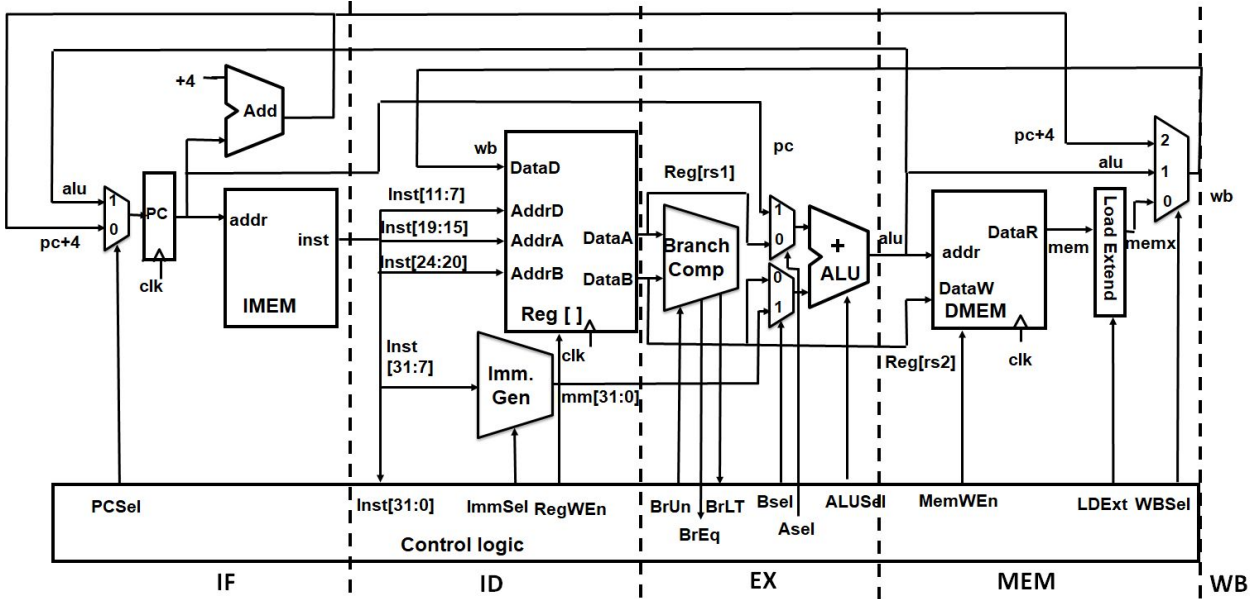 +4
Add
pc
pc+4
wb
DataD
Reg[rs1]
2
alu
alu
1
PC
addr
inst
IMEM
clk
1
0
pc+4
Inst[11:7]
AddrD
Inst[19:15]
AddrA
Inst[24:20]
AddrB
DataA
DataB
Reg [ ]
clk
Branch
Comp
1
0
0
1
+
ALU
alu
addr
DataR
DataW
DMEM
clk
mem
Load Extend
memx
0
wb
Inst
[31:7]
Imm.
Gen
mm[31:0]
Reg[rs2]
PCSel
Inst[31:0]
ImmSel
RegWEn
BrUn
BrLT
BrEq
Bsel
Asel
ALUSel
MemWEn
LDExt
WBSel
Control logic
IF
ID
EX
MEM
WB